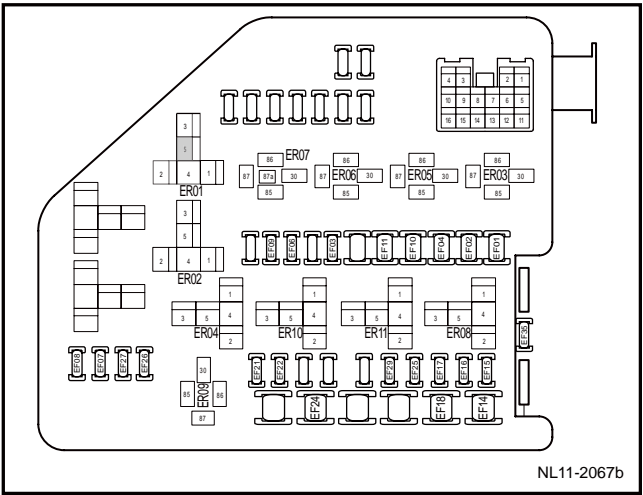 4 3 2 1
10 9 8 7 6 5
16 15 14 13 12 11
3
5
2 4 1
ER01
86 ER07
87 87a 30
85
86
87 ER06 30
85
86
87 ER05 30
85
86
87 ER03 30
85
3
5
2 4 1
ER02
EF09 EF06 EF03 EF11 EF10 EF04 EF02 EF01
1
3 5 4
ER04 2
1
3 5 4
ER10 2
1
3 5 4
ER11 2
1
3 5 4
ER08 2
EF35
EF08 EF07 EF27 EF26
30
85 ER09 86
87
EF21 EF22 EF29 EF25 EF17 EF16 EF15
EF24 EF18 EF14
NL11-2067b